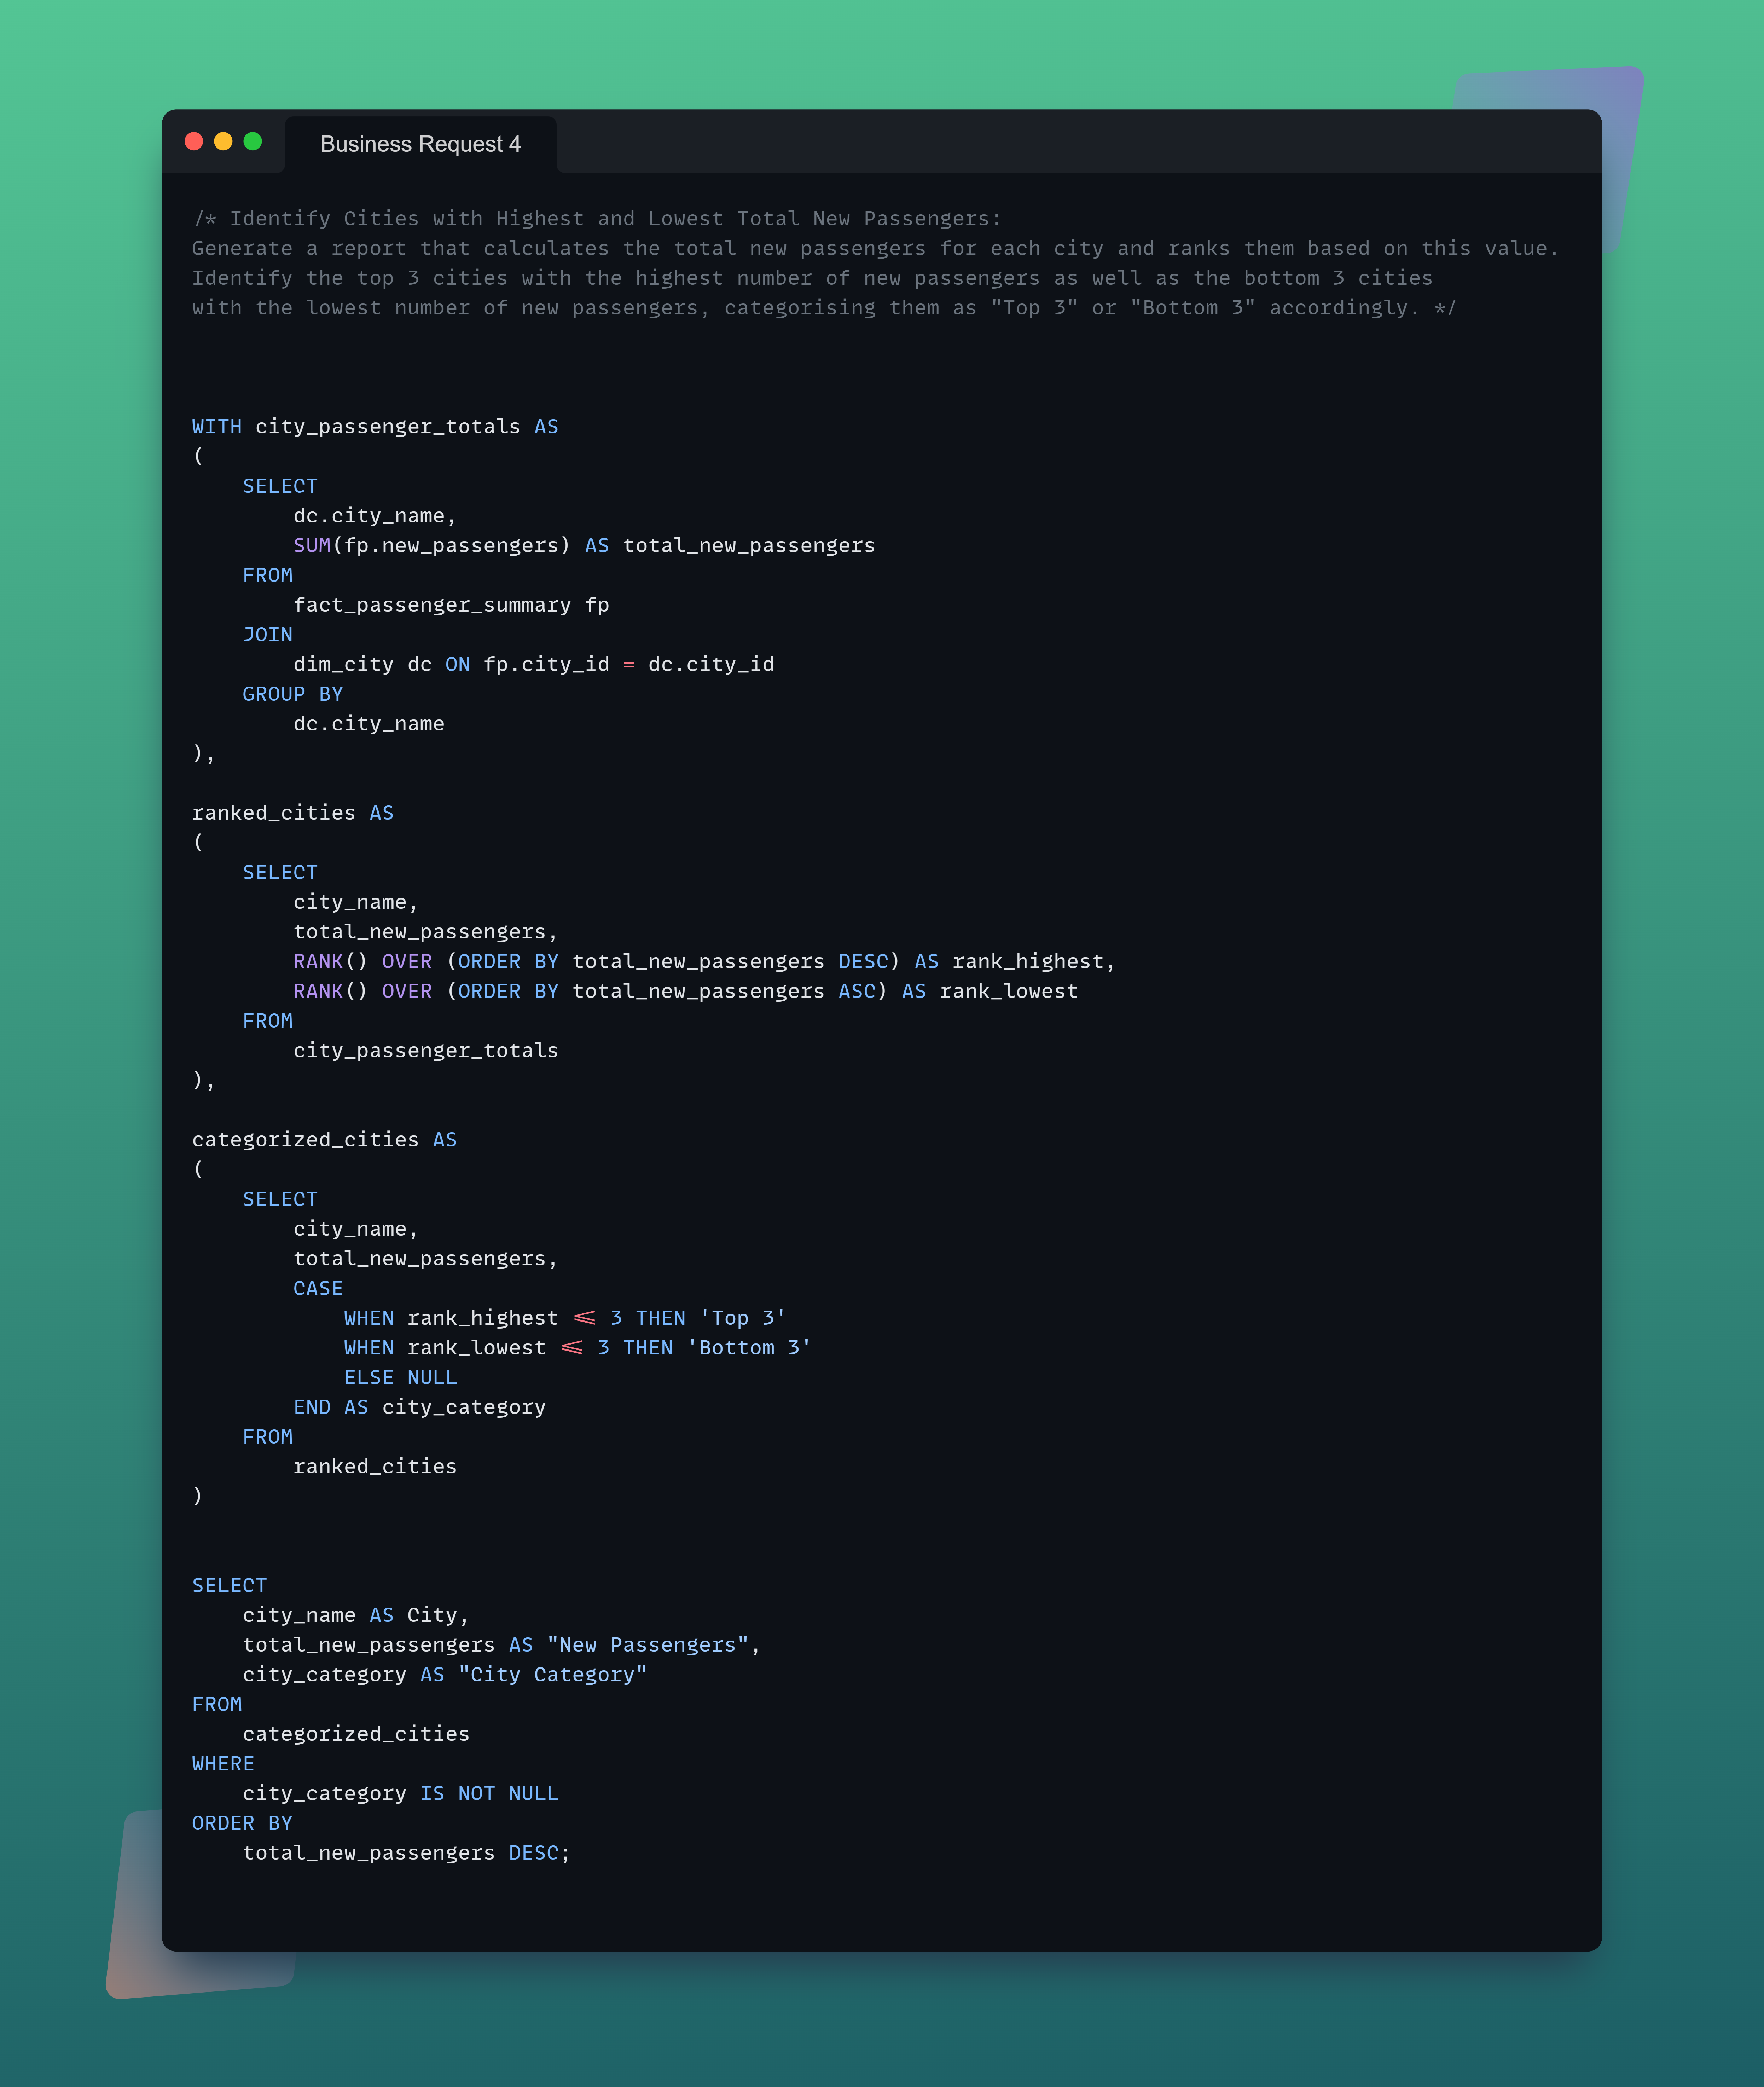 Business Request 4
/* Identify Cities with Highest and Lowest Total New Passengers:
Generate a report that calculates the total new passengers for each city and ranks them based on this value.
Identify the top 3 cities with the highest number of new passengers as well as the bottom 3 cities
with the lowest number of new passengers, categorising them as "Top 3" or "Bottom 3" accordingly. */
WITH city_passenger_totals AS
(
    SELECT
        dc.city_name,
        SUM(fp.new_passengers) AS total_new_passengers
    FROM
        fact_passenger_summary fp
    JOIN
        dim_city dc ON fp.city_id = dc.city_id
    GROUP BY
        dc.city_name
),
ranked_cities AS
(
    SELECT
        city_name,
        total_new_passengers,
        RANK() OVER (ORDER BY total_new_passengers DESC) AS rank_highest,
        RANK() OVER (ORDER BY total_new_passengers ASC) AS rank_lowest
    FROM
        city_passenger_totals
),
categorized_cities AS
(
    SELECT
        city_name,
        total_new_passengers,
        CASE
            WHEN rank_highest <= 3 THEN 'Top 3'
            WHEN rank_lowest <= 3 THEN 'Bottom 3'
            ELSE NULL
        END AS city_category
    FROM
        ranked_cities
)
SELECT
    city_name AS City,
    total_new_passengers AS "New Passengers",
    city_category AS "City Category"
FROM
    categorized_cities
WHERE
    city_category IS NOT NULL
ORDER BY
    total_new_passengers DESC;